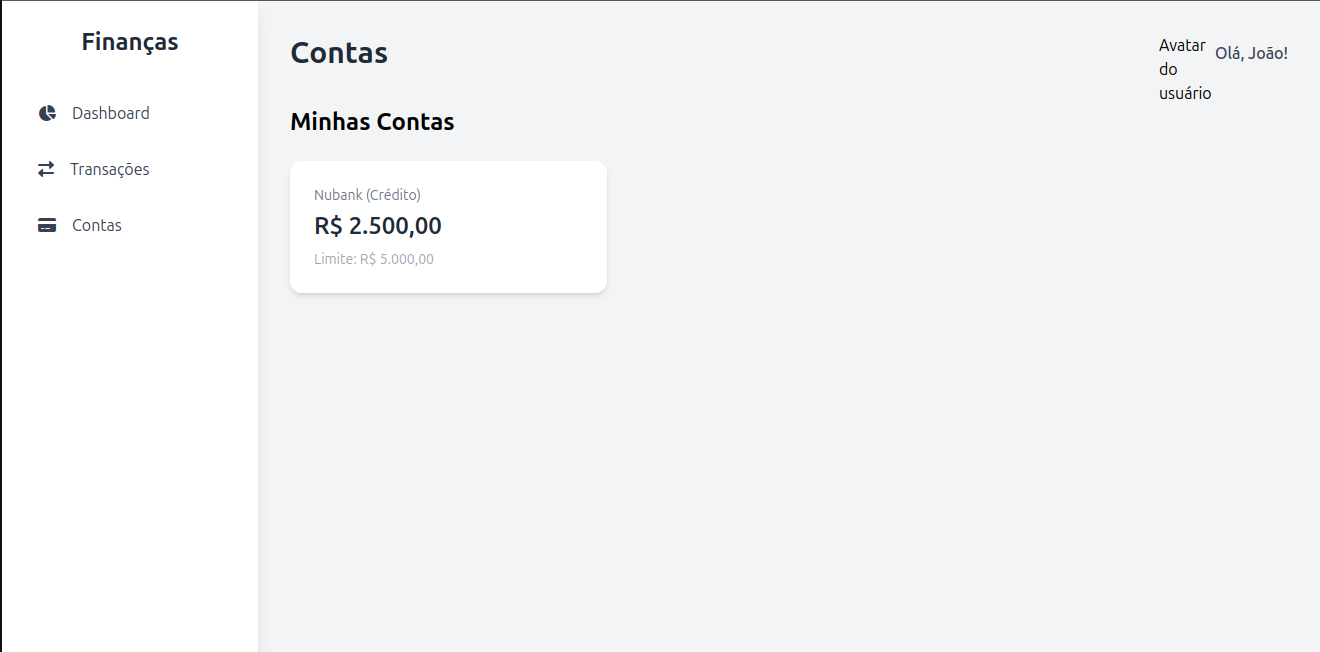 Finanças
Dashboard
Transações
Contas
Contas
Avatar
do
usuário
Olá, João!
Minhas Contas
Nubank (Crédito)
R$ 2.500,00
Limite: R$ 5.000,00